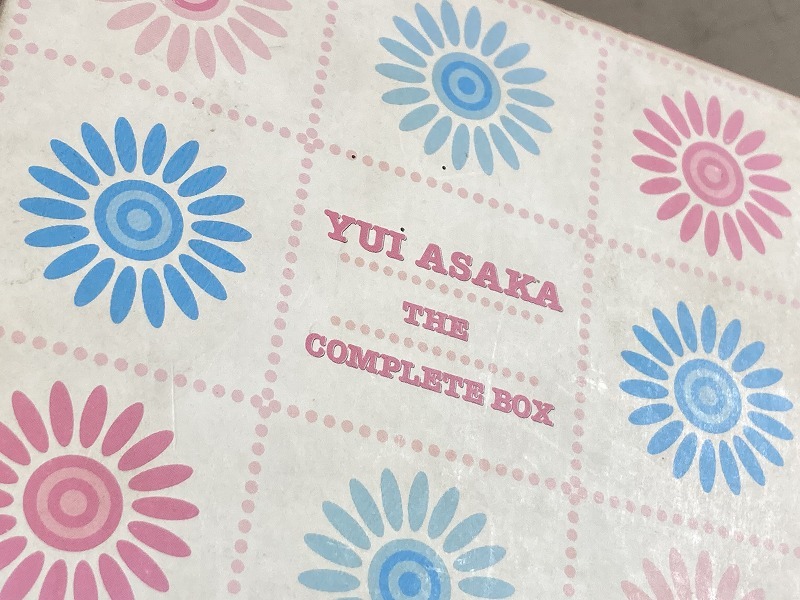 YUi ASAKA
THE
COMPLETE BOX